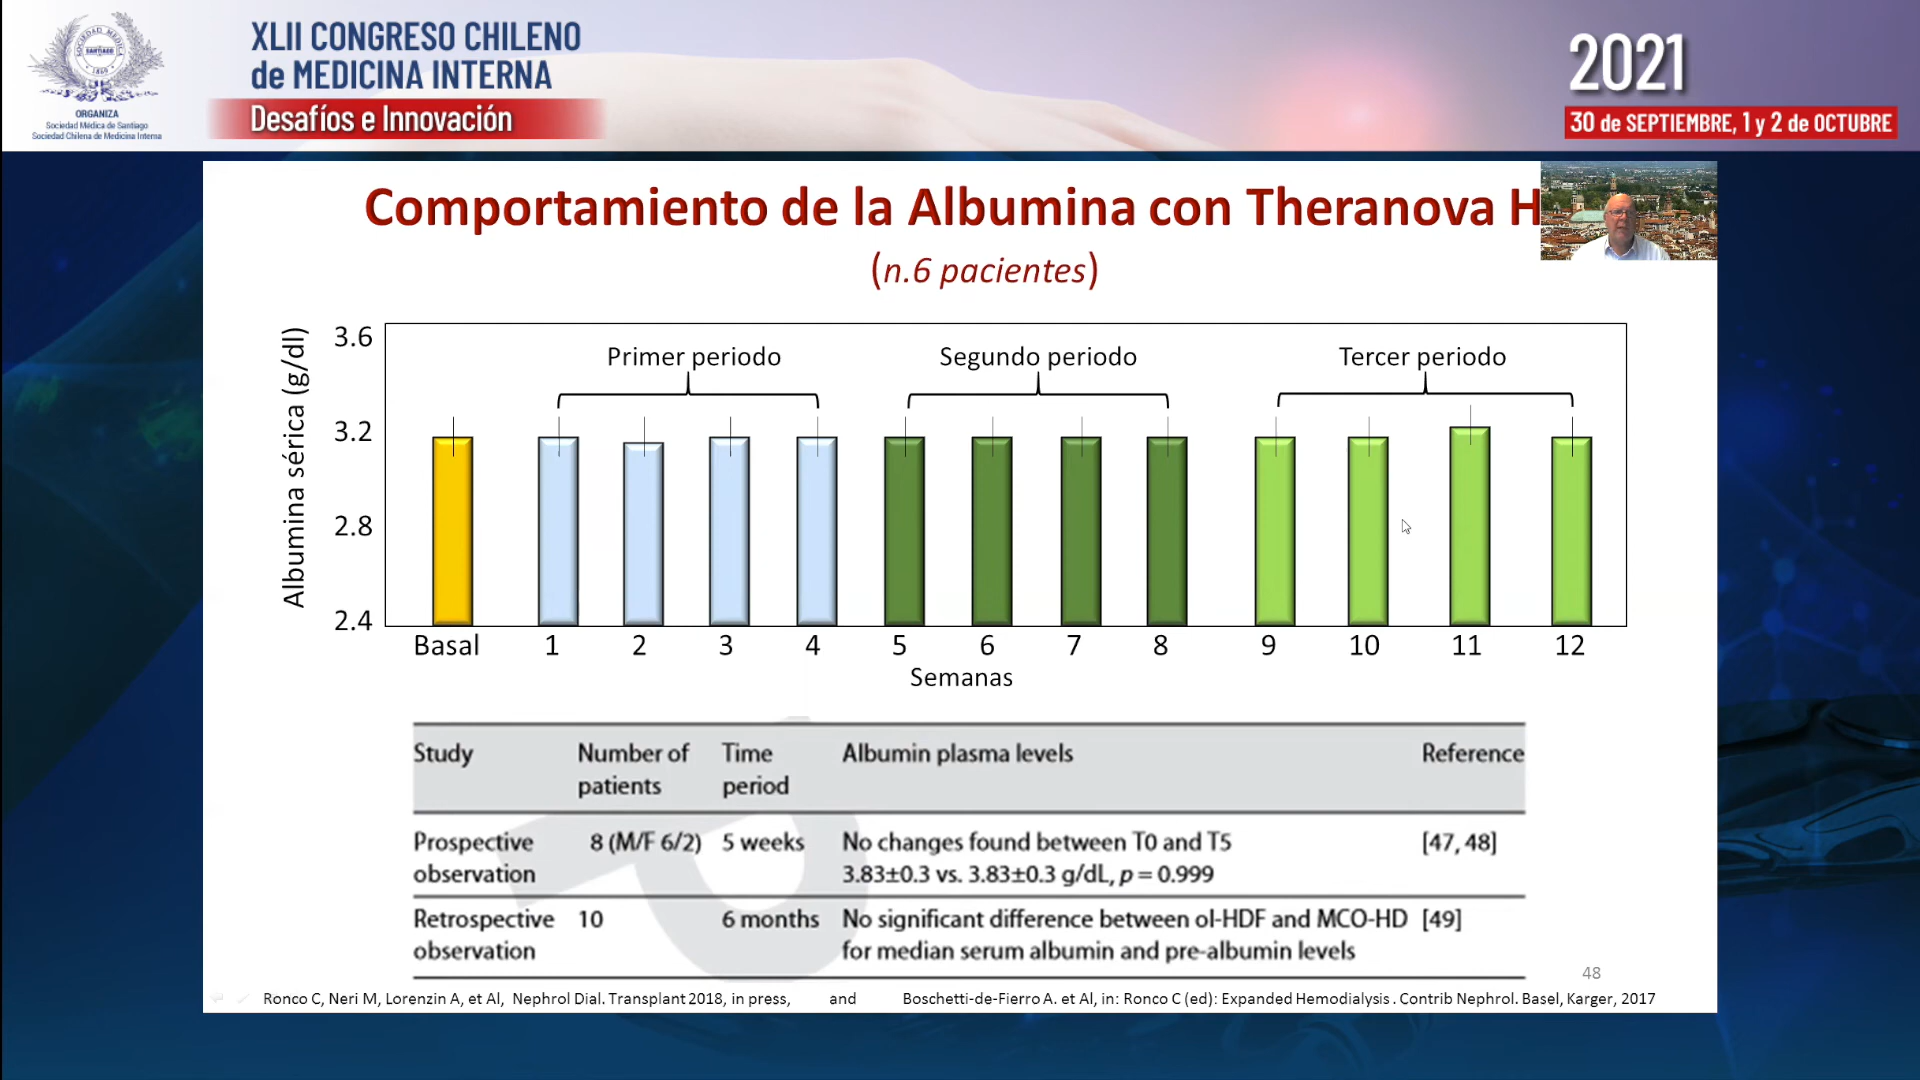 XLII CONGRESO CHILENO
de MEDICINA INTERNA
Desafíos e Innovación
SOCIEDAD MEDICA
SANTIAGO
1869
ORGANIZA
Sociedad Médica de Santiago
Sociedad Chilena de Medicina Interna
2021
30 de SEPTIEMBRE, 1 y 2 de OCTUBRE
Comportamiento de la Albumina con Theranova H
(n.6 pacientes)
Albumina sérica (g/dl)
3.6
3.2
2.8
2.4
Primer periodo Segundo periodo Tercer periodo
Basal 1 2 3 4 5 6 7 8 9 10 11 12
Semanas
Study Number of patients Time period Albumin plasma levels Reference
Prospective observation 8 (M/F 6/2) 5 weeks No changes found between T0 and T5 [47, 48]
3.83±0.3 vs. 3.83±0.3 g/dL, p = 0.999
Retrospective observation 10 6 months No significant difference between ol-HDF and MCO-HD [49]
for median serum albumin and pre-albumin levels
48
Ronco C, Neri M, Lorenzin A, et Al, Nephrol Dial. Transplant 2018, in press, and Boschetti-de-Fierro A. et Al, in: Ronco C (ed): Expanded Hemodialysis . Contrib Nephrol. Basel, Karger, 2017